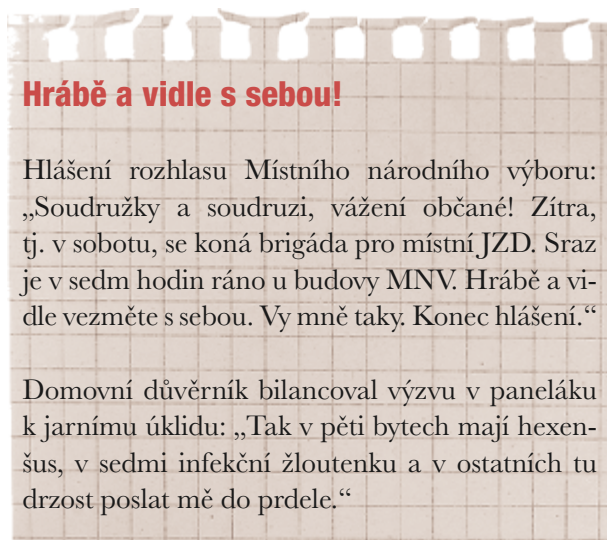 Hrábě a vidle s sebou!
Hlášení rozhlasu Místního národního výboru:
„Soudružky a soudruzi, vážení občané! Zítra,
tj. v sobotu, se koná brigáda pro místní JZD. Sraz
je v sedm hodin ráno u budovy MNV. Hrábě a vi-
dle vezměte s sebou. Vy mně taky. Konec hlášení.“
Domovní důvěrník bilancoval výzvu v paneláku
k jarnímu úklidu: „Tak v pěti bytech mají hexen-
šus, v sedmi infekční žloutenku a v ostatních tu
drzost poslat mě do prdele.“